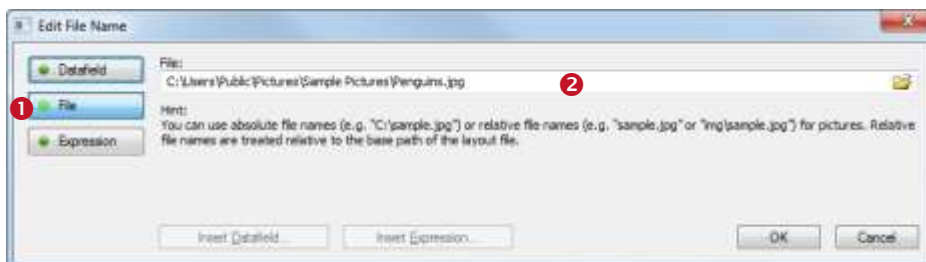 Edit File Name
Datafield
File
Expression
1
File:
C:\Users\Public\Pictures\Sample Pictures\Penguins.jpg
2
Hint:
You can use absolute file names (e.g. "C:\sample.jpg") or relative file names (e.g. "sample.jpg" or "img\sample.jpg") for pictures. Relative
file names are treated relative to the base path of the layout file.
Insert Datafield...
Insert Expression...
OK
Cancel